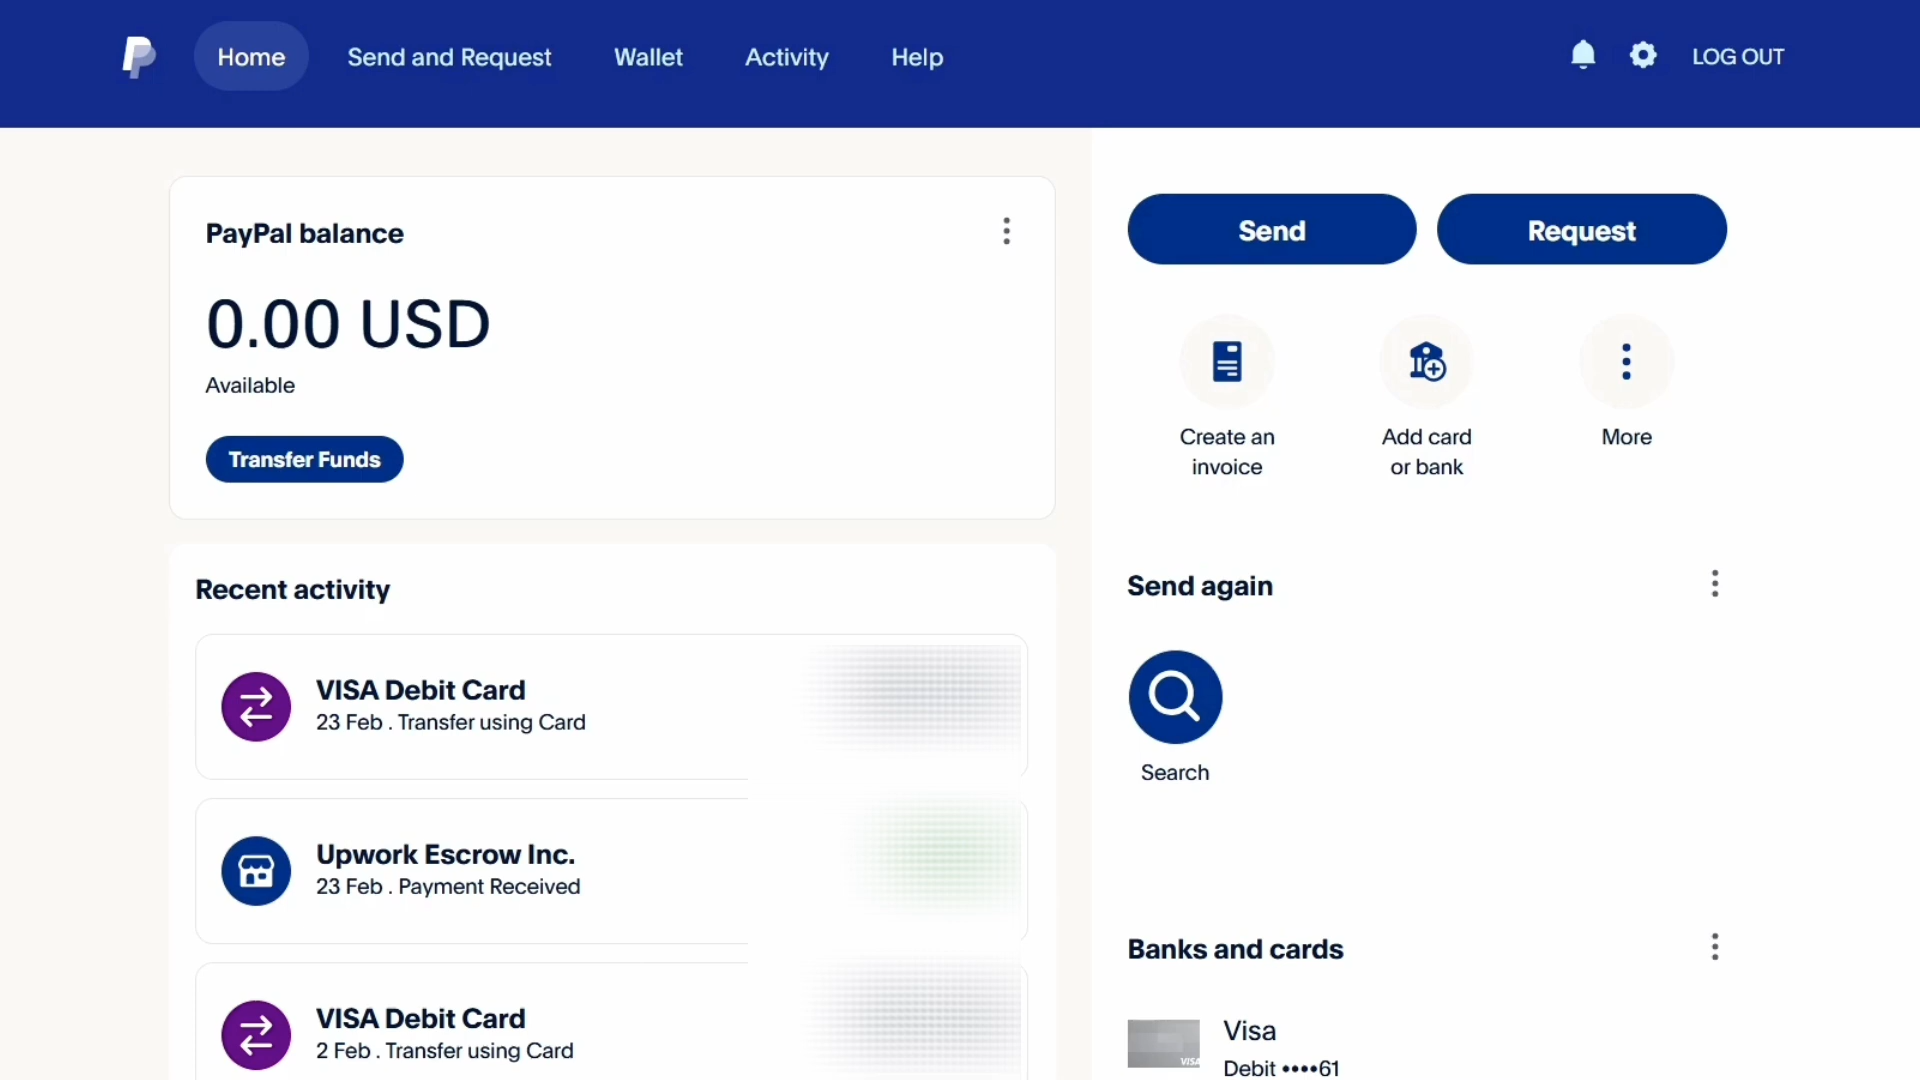 Home
Send and Request
Wallet
Activity
Help
LOG OUT
PayPal balance
0.00 USD
Available
Transfer Funds
Send
Request
Create an
invoice
Add card
or bank
More
Recent activity
VISA Debit Card
23 Feb . Transfer using Card
Upwork Escrow Inc.
23 Feb . Payment Received
VISA Debit Card
2 Feb . Transfer using Card
Send again
Search
Banks and cards
VISA
Visa
Debit ••••61